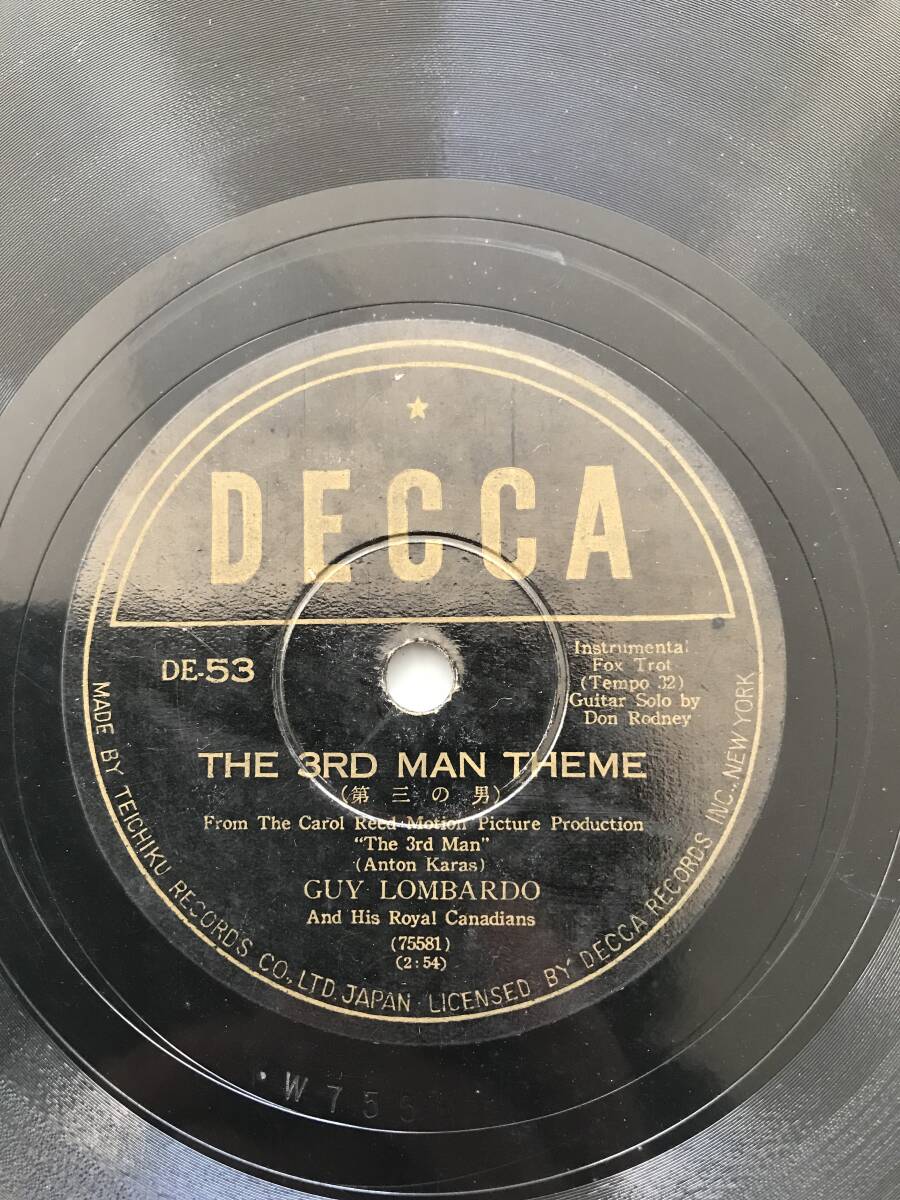 DECCA
DE-53
Instrumental
Fox Trot
(Tempo 32)
Guitar Solo by
Don Rodney
THE 3RD MAN THEME
(第三の男)
From The Carol Reed Motion Picture Production
"The 3rd Man"
(Anton Karas)
GUY LOMBARDO
And His Royal Canadians
(75581)
(2:54)
MADE BY TEICHIKU RECORDS CO., LTD. JAPAN LICENSED BY DECCA RECORDS INC., NEW YORK